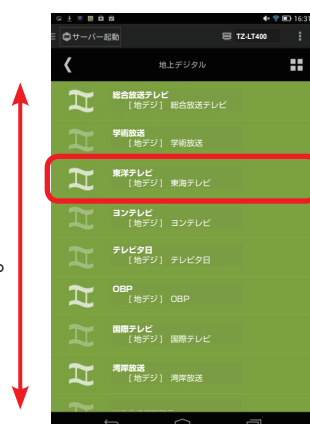 16:31
サーバー起動
TZ-LT400
地上デジタル
総合放送テレビ
[地デジ] 総合放送テレビ
学術放送
[地デジ] 学術放送
東洋テレビ
[地デジ] 東海テレビ
ヨンテレビ
[地デジ] ヨンテレビ
テレビタ日
[地デジ] テレビタ日
OBP
[地デジ] OBP
国際テレビ
[地デジ] 国際テレビ
湾岸放送
[地デジ] 湾岸放送